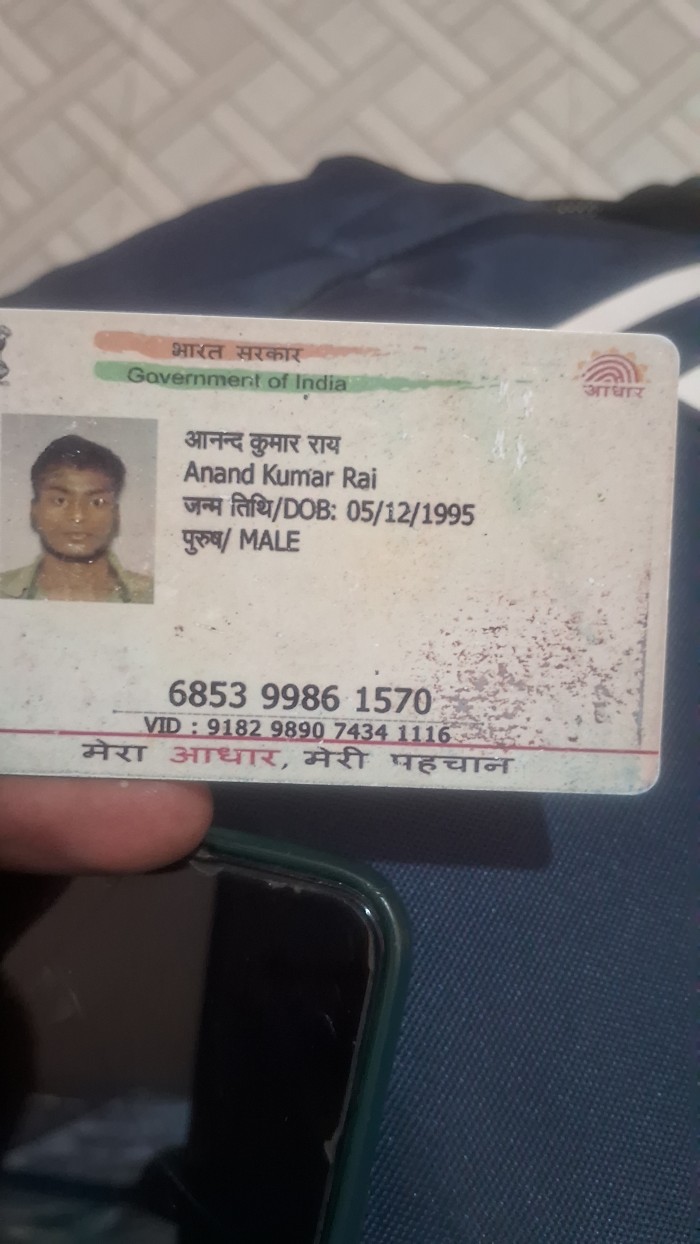 भारत सरकार
Government of India
आधार
आनन्द कुमार राय
Anand Kumar Rai
जन्म तिथि/DOB: 05/12/1995
पुरुष/ MALE
6853 9986 1570
VID : 9182 9890 7434 1116
मेरा आधार, मेरी पहचान